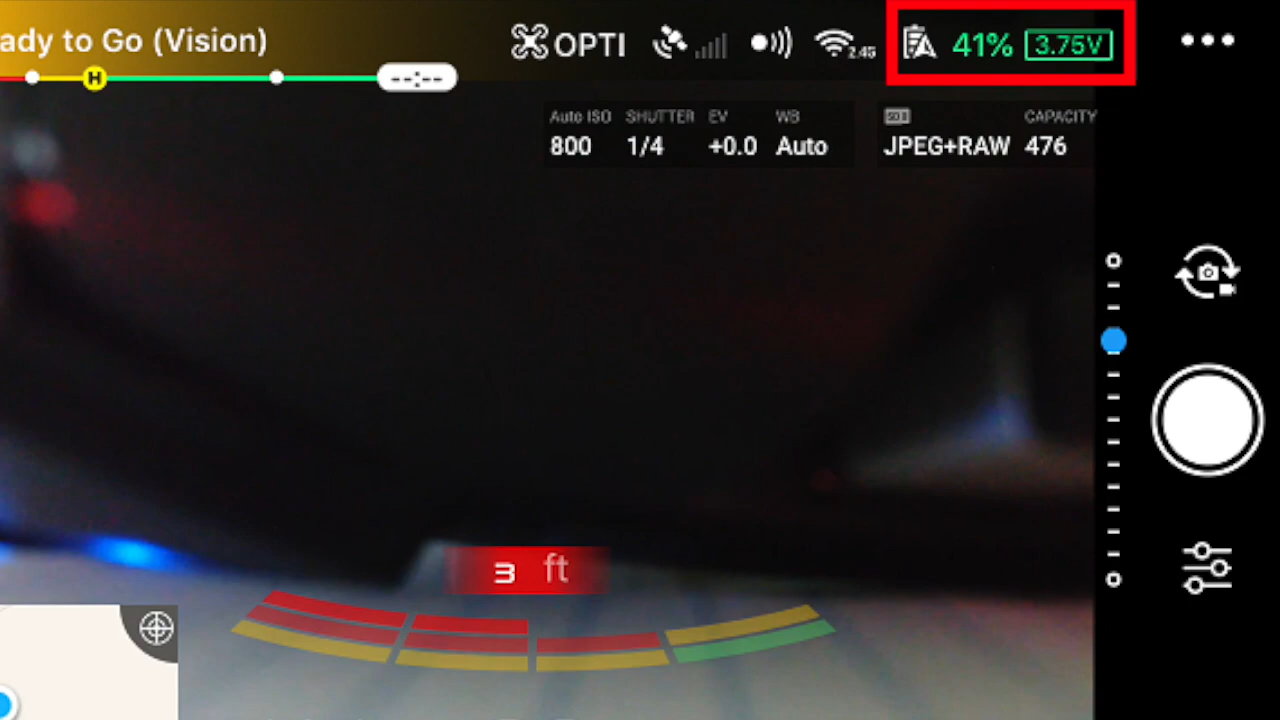 ady to Go (Vision)
OPTI
2.4G
41% 3.75V
H
--:--
Auto ISO SHUTTER EV WB CAPACITY
800 1/4 +0.0 Auto JPEG+RAW 476
3 ft